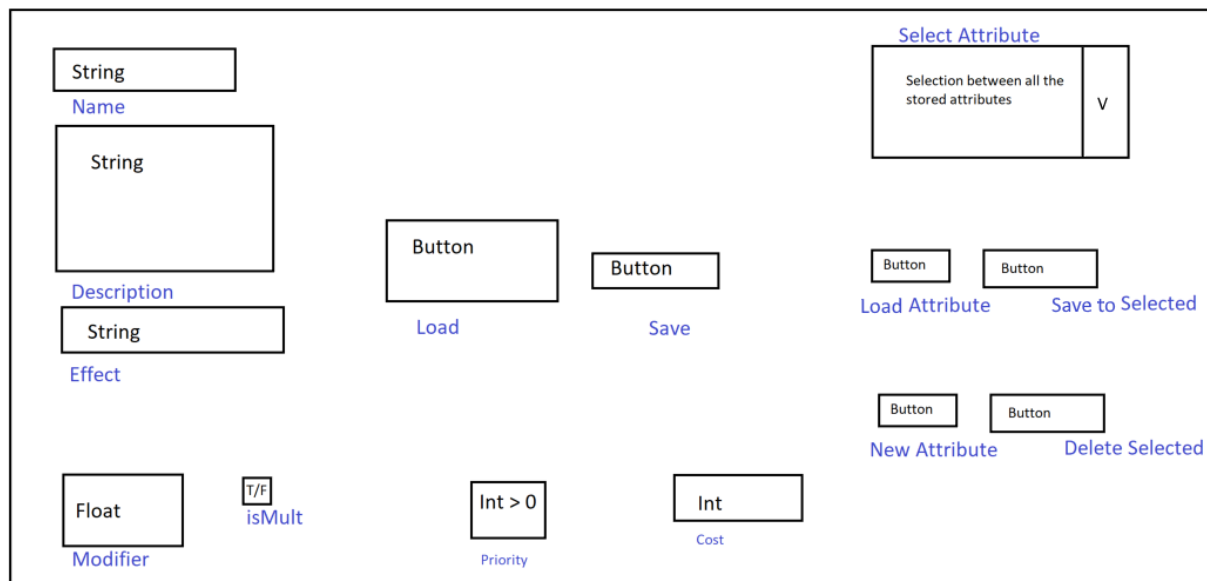 String
Name
String
Description
String
Effect
Float
Modifier
T/F
isMult
Button
Load
Button
Save
Int > 0
Priority
Int
Cost
Select Attribute
Selection between all the
stored attributes
V
Button
Load Attribute
Button
Save to Selected
Button
New Attribute
Button
Delete Selected